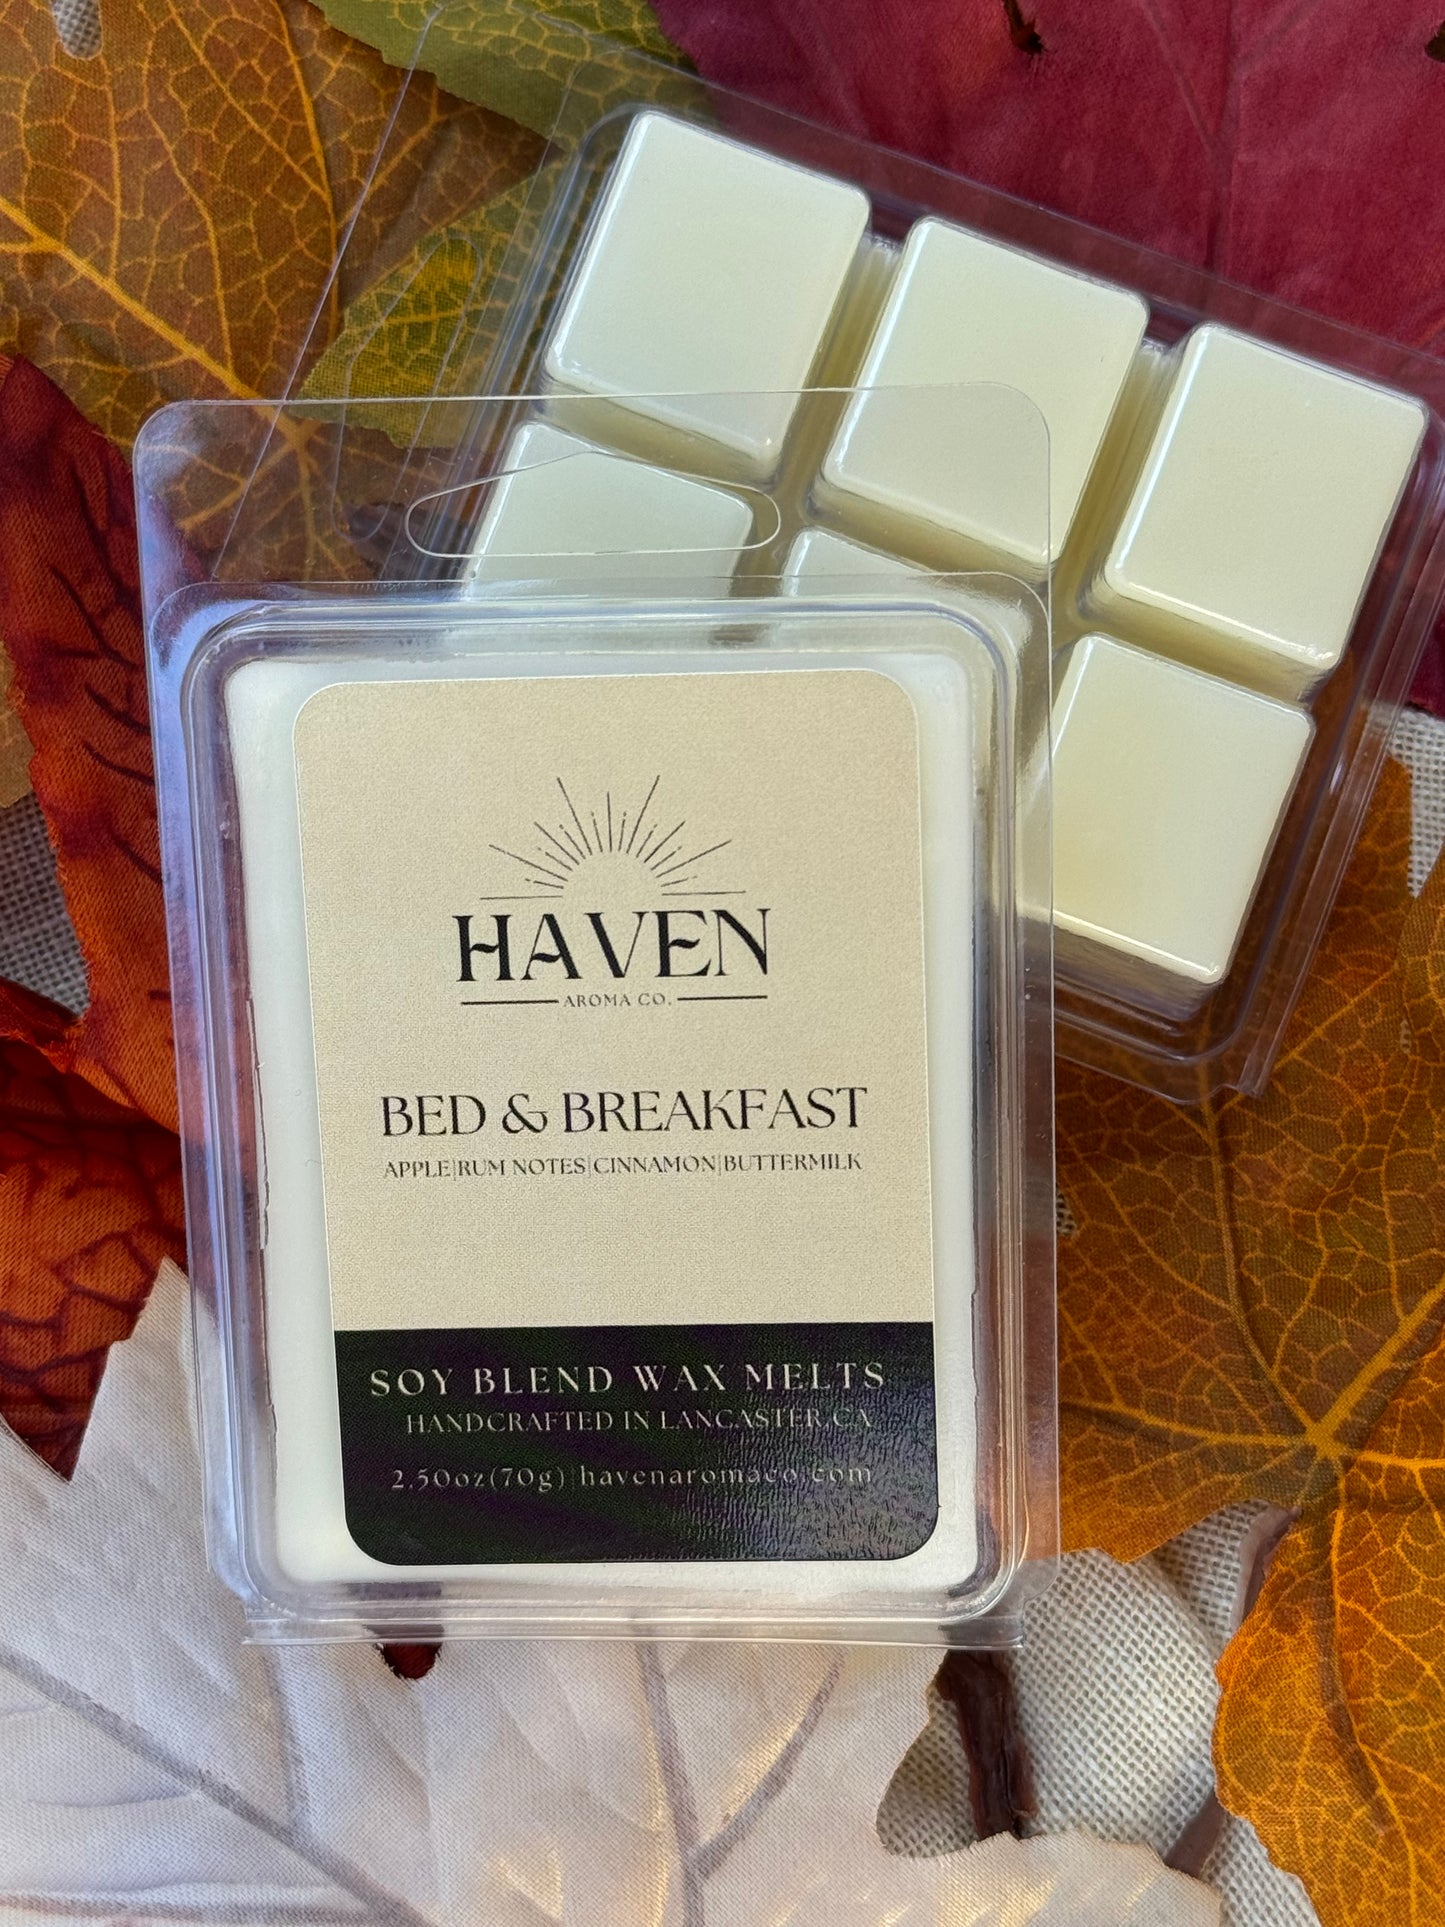 HAVEN
AROMA CO.
BED & BREAKFAST
APPLE|RUM NOTES|CINNAMON|BUTTERMILK
SOY BLEND WAX MELTS
HANDCRAFTED IN LANCASTER, CA
2.50oz(70g) | havenaromaco.com